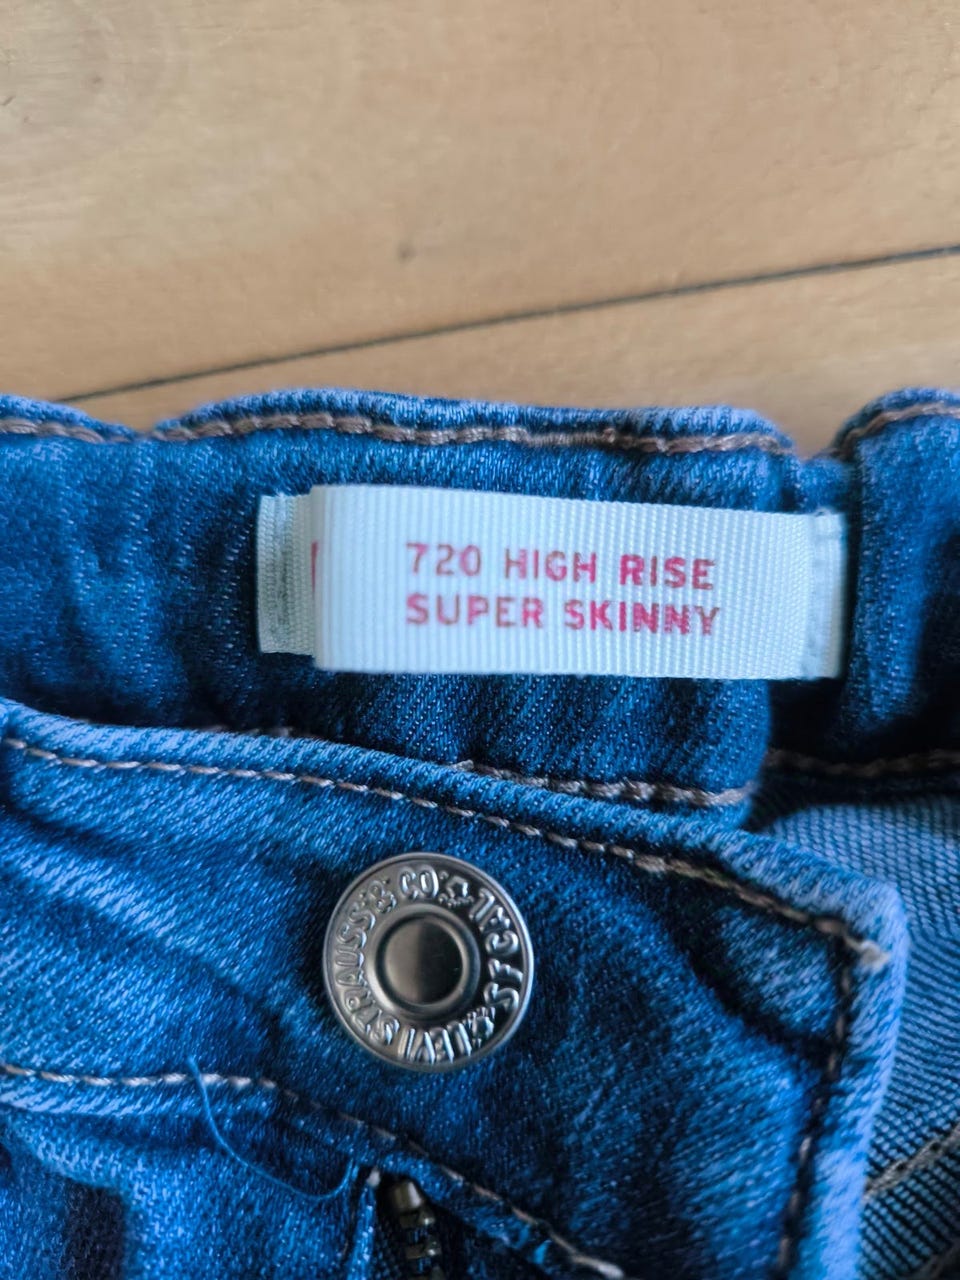 720 HIGH RISE
SUPER SKINNY
LEVI STRAUSS & CO
S F CAL